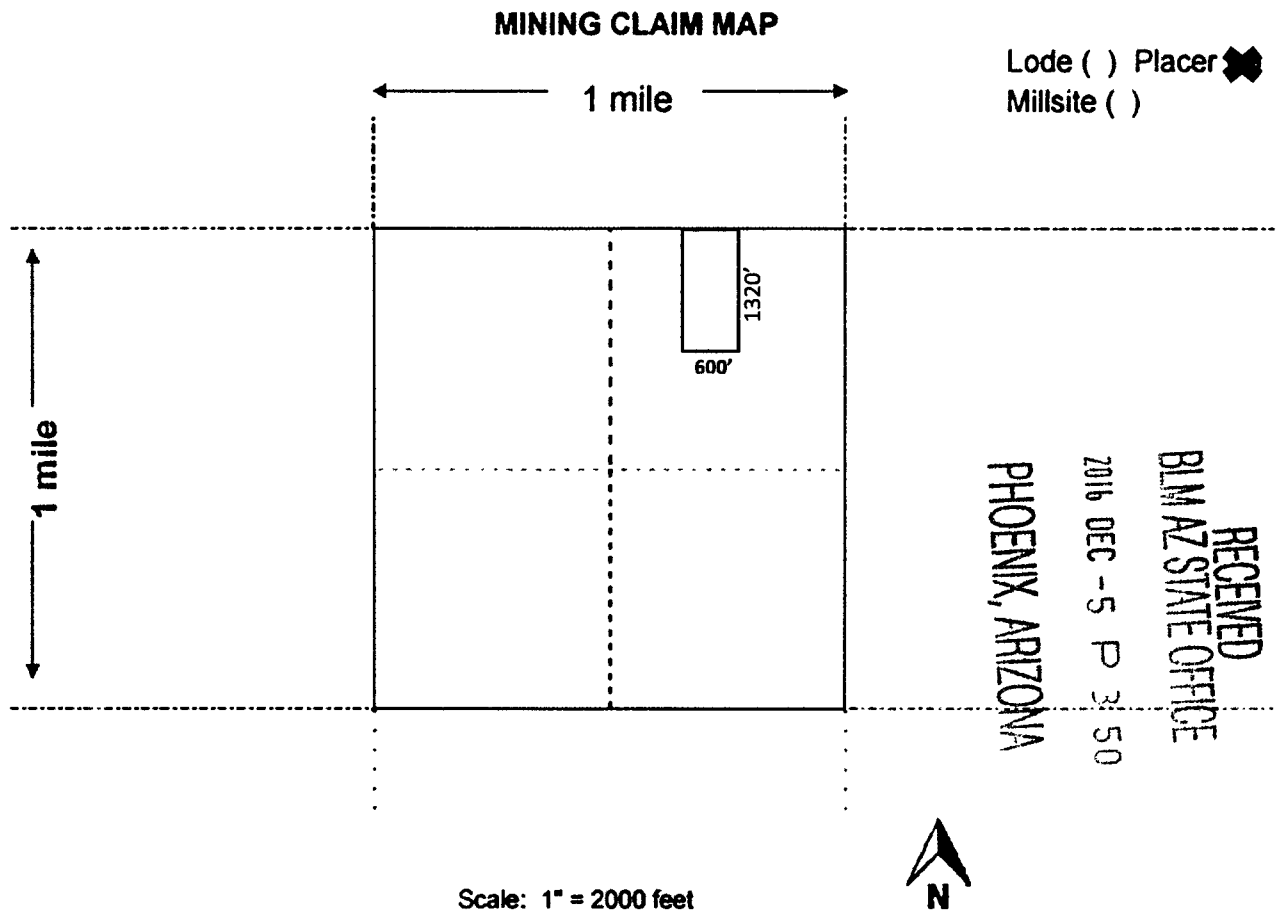 MINING CLAIM MAP
Lode ( ) Placer
Millsite ( )
1 mile
1320'
600'
1 mile
RECEIVED
BLM AZ STATE OFFICE
2016 DEC -5 P 3:50
PHOENIX, ARIZONA
Scale: 1" = 2000 feet
N